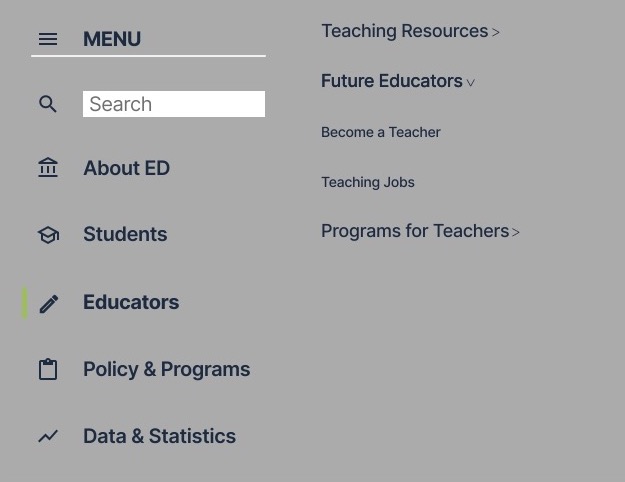 MENU
Search
About ED
Students
Educators
Policy & Programs
Data & Statistics
Teaching Resources >
Future Educators ˅
Become a Teacher
Teaching Jobs
Programs for Teachers >